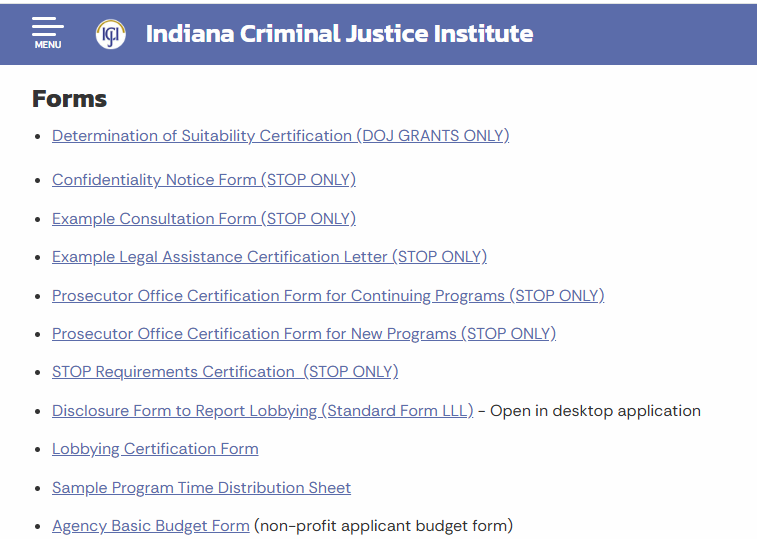 MENU
ICJI
Indiana Criminal Justice Institute
Forms
Determination of Suitability Certification (DOJ GRANTS ONLY)
Confidentiality Notice Form (STOP ONLY)
Example Consultation Form (STOP ONLY)
Example Legal Assistance Certification Letter (STOP ONLY)
Prosecutor Office Certification Form for Continuing Programs (STOP ONLY)
Prosecutor Office Certification Form for New Programs (STOP ONLY)
STOP Requirements Certification  (STOP ONLY)
Disclosure Form to Report Lobbying (Standard Form LLL) - Open in desktop application
Lobbying Certification Form
Sample Program Time Distribution Sheet
Agency Basic Budget Form (non-profit applicant budget form)